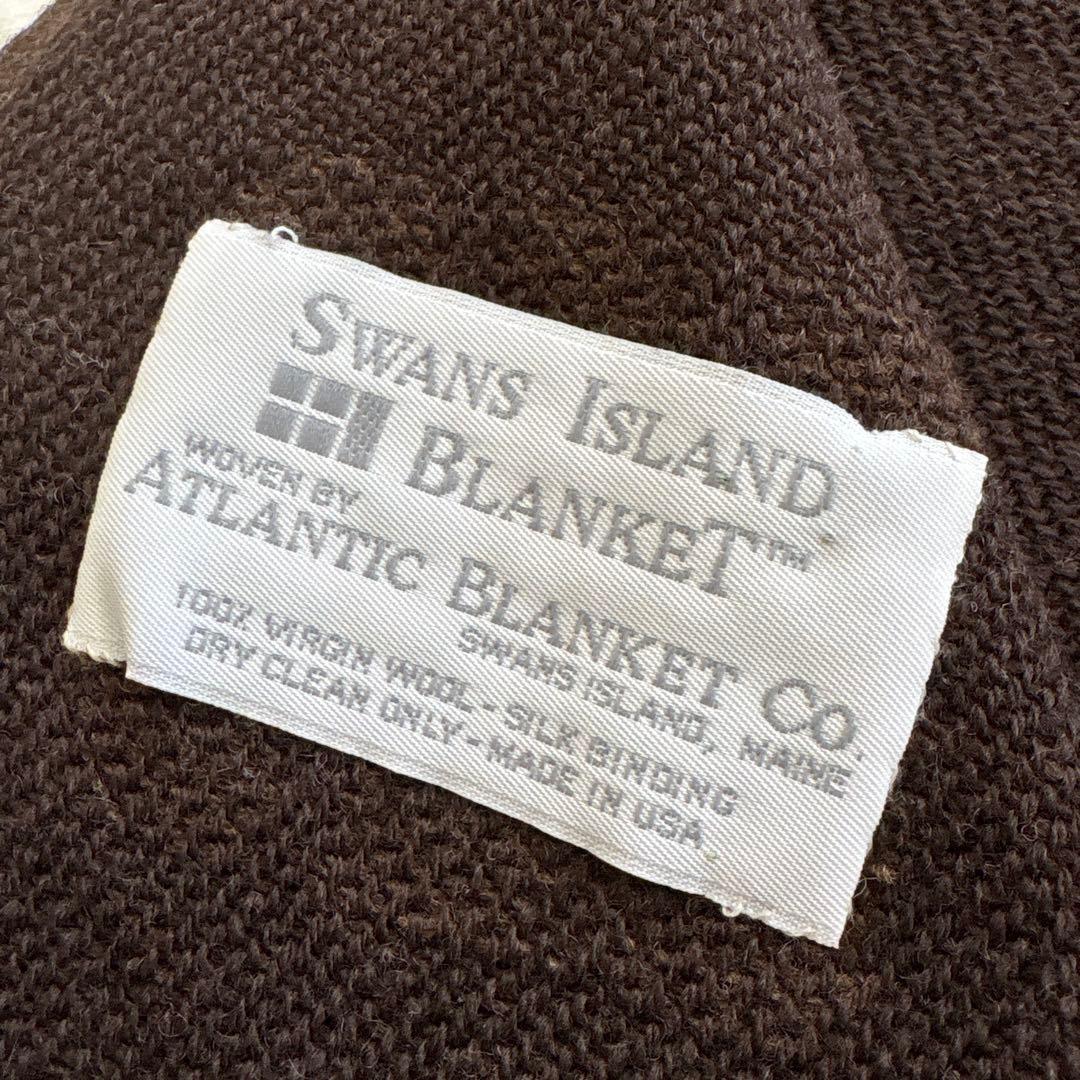 SWANS ISLAND
BLANKET™
WOVEN BY
ATLANTIC BLANKET CO.
SWANS ISLAND, MAINE
100% VIRGIN WOOL - SILK BINDING
DRY CLEAN ONLY - MADE IN USA